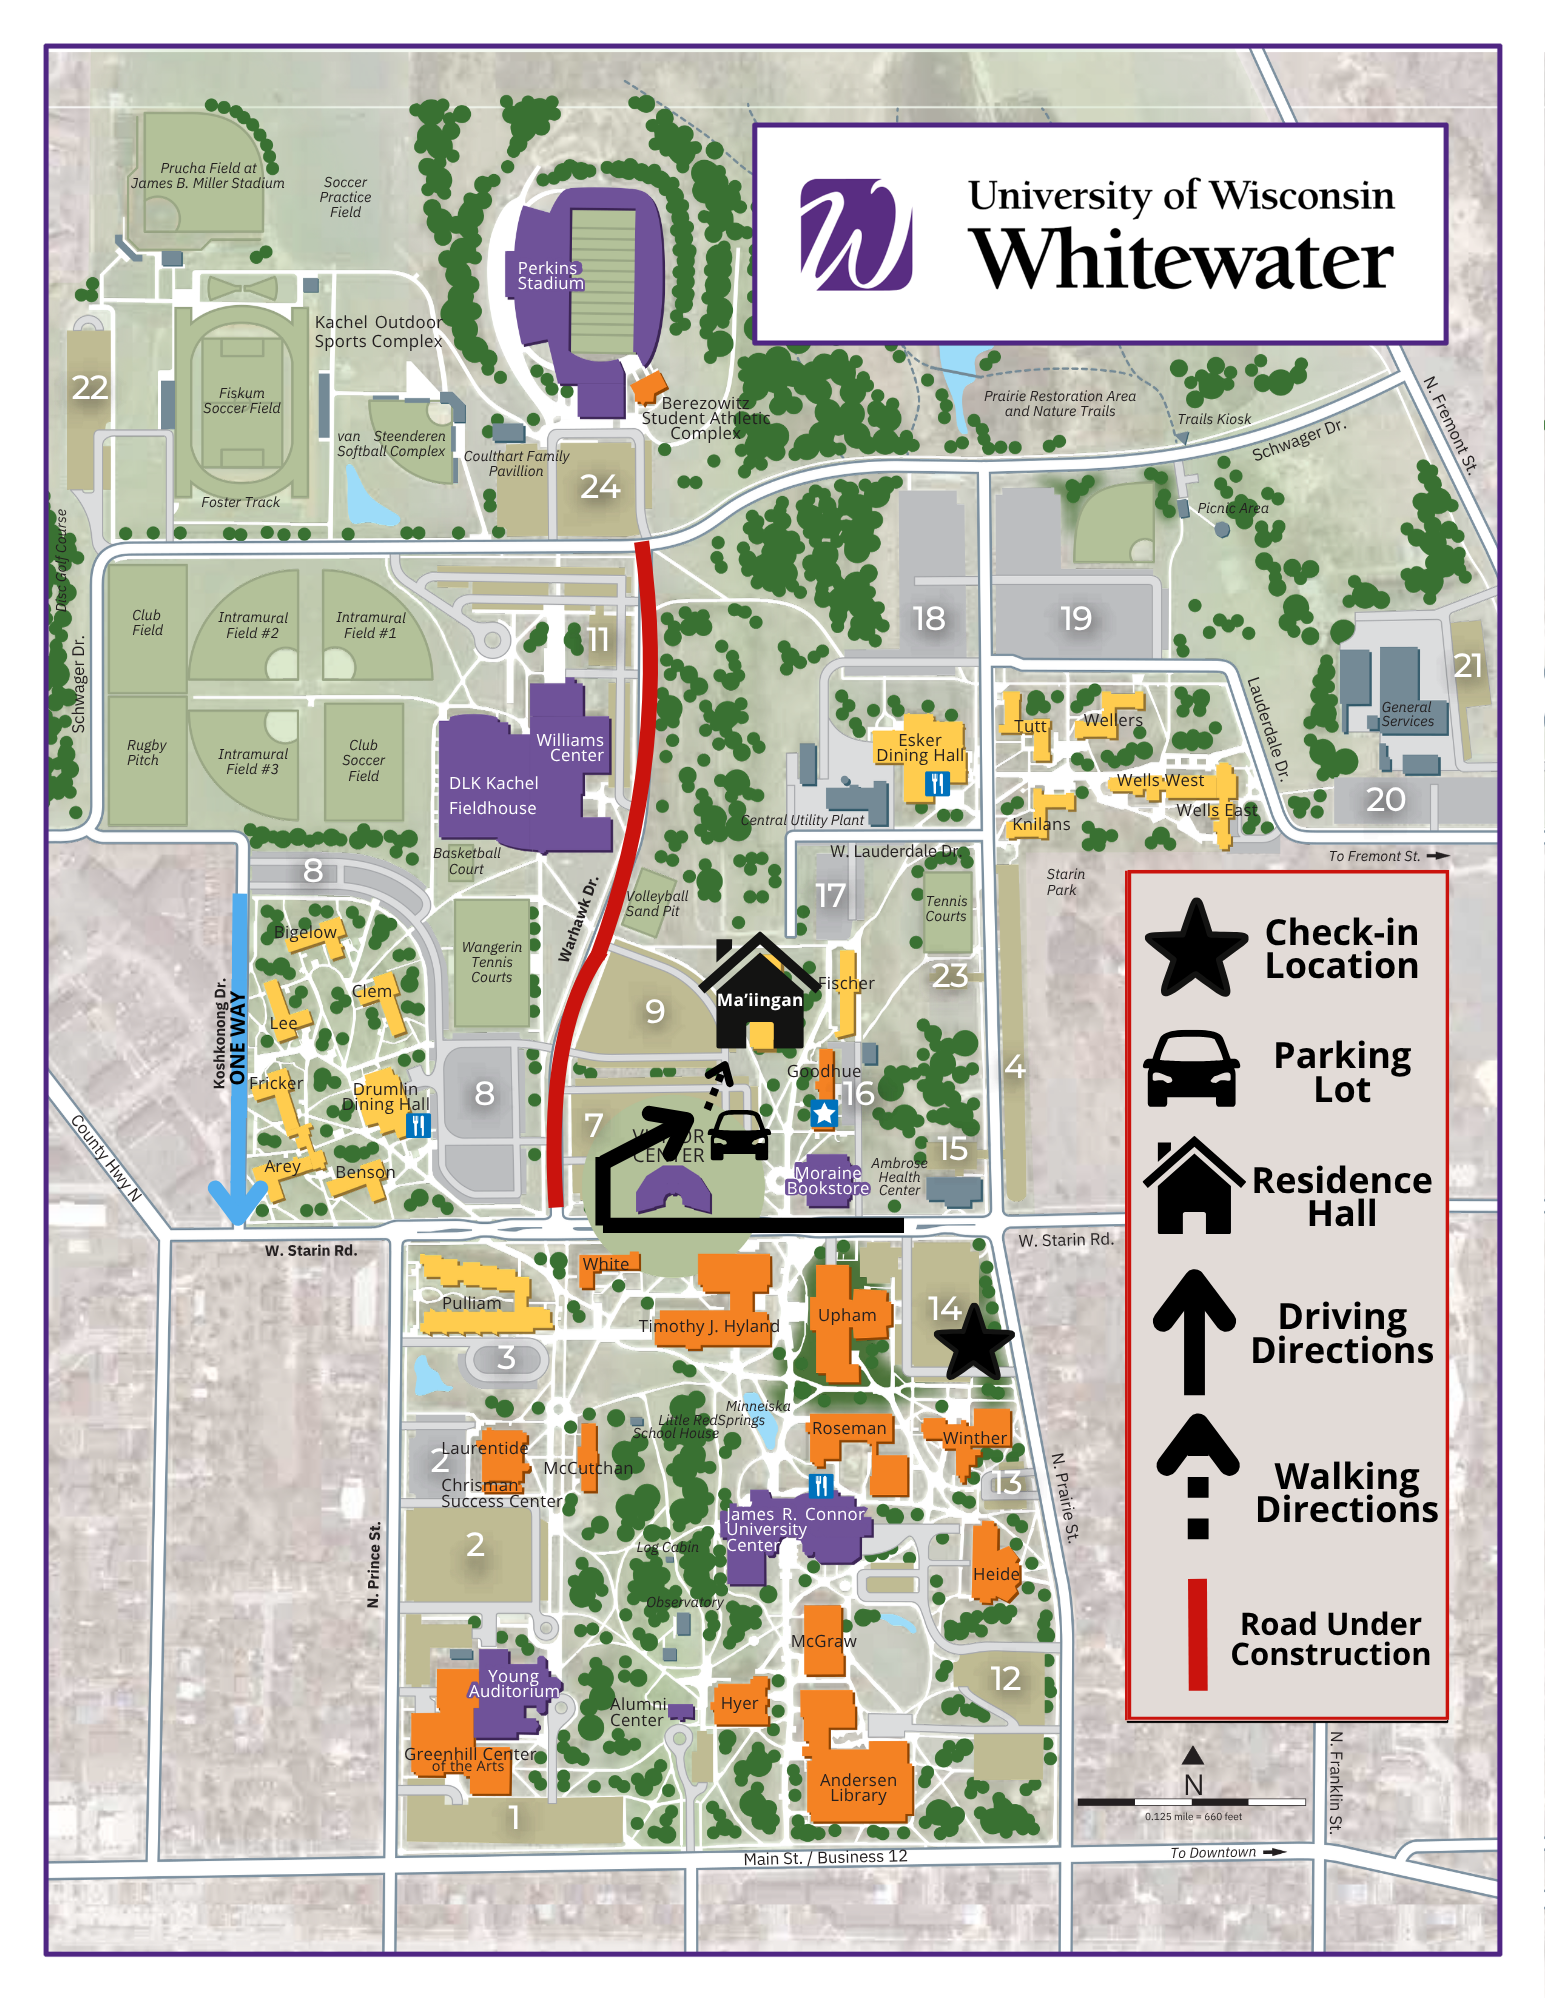 University of Wisconsin
Whitewater
Prucha Field at
James B. Miller Stadium
Soccer
Practice
Field
Perkins
Stadium
Kachel Outdoor
Sports Complex
22
Fiskum
Soccer Field
Berezowitz
Student Athletic
Complex
Prairie Restoration Area
and Nature Trails
Trails Kiosk
Schwager Dr.
N. Fremont St.
van Steenderen
Softball Complex
Coulthart Family
Pavillion
24
Foster Track
Picnic Area
Disc Golf Course
Club
Field
Intramural
Field #2
Intramural
Field #1
11
18
19
21
Schwager Dr.
Rugby
Pitch
Intramural
Field #3
Club
Soccer
Field
Williams
Center
DLK Kachel
Fieldhouse
Esker
Dining Hall
Tutt
Wellers
Lauderdale Dr.
General
Services
Wells West
Wells East
Knilans
20
Central Utility Plant
W. Lauderdale Dr.
To Fremont St.
Basketball
Court
8
Warhawk Dr.
Volleyball
Sand Pit
17
Tennis
Courts
Starin
Park
Bigelow
Wangerin
Tennis
Courts
Clem
Lee
Koshkonong Dr.
ONE WAY
9
Ma'iingan
Fischer
23
Fricker
Drumlin
Dining Hall
8
Goodhue
16
4
7
VISITOR
CENTER
15
County Hwy N
Arey
Benson
Moraine
Bookstore
Ambrose
Health
Center
W. Starin Rd.
W. Starin Rd.
White
Pulliam
Timothy J. Hyland
Upham
14
3
Minneiska
Springs
Little Red
School House
Roseman
Winther
Laurentide
2
McCutchan
Chrisman
Success Center
13
N. Prairie St.
James R. Connor
University
Center
2
Log Cabin
Heide
N. Prince St.
Observatory
McGraw
Young
Auditorium
12
Alumni
Center
Hyer
Greenhill Center
of the Arts
Andersen
Library
1
Main St. / Business 12
To Downtown
N. Franklin St.
N
0.125 mile = 660 feet
Check-in
Location
Parking
Lot
Residence
Hall
Driving
Directions
Walking
Directions
Road Under
Construction